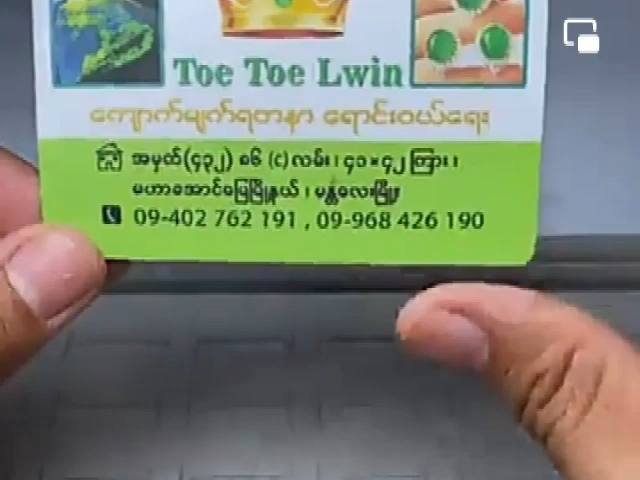 Toe Toe Lwin
ကျောက်မျက်ရတနာ ရောင်းဝယ်ရေး
အမှတ်(၄၃၂) ၈၆ (C) လမ်း၊ ၄၁×၄၂ ကြား၊
မဟာအောင်မြေမြို့နယ်၊ မန္တလေးမြို့။
09-402 762 191 , 09-968 426 190